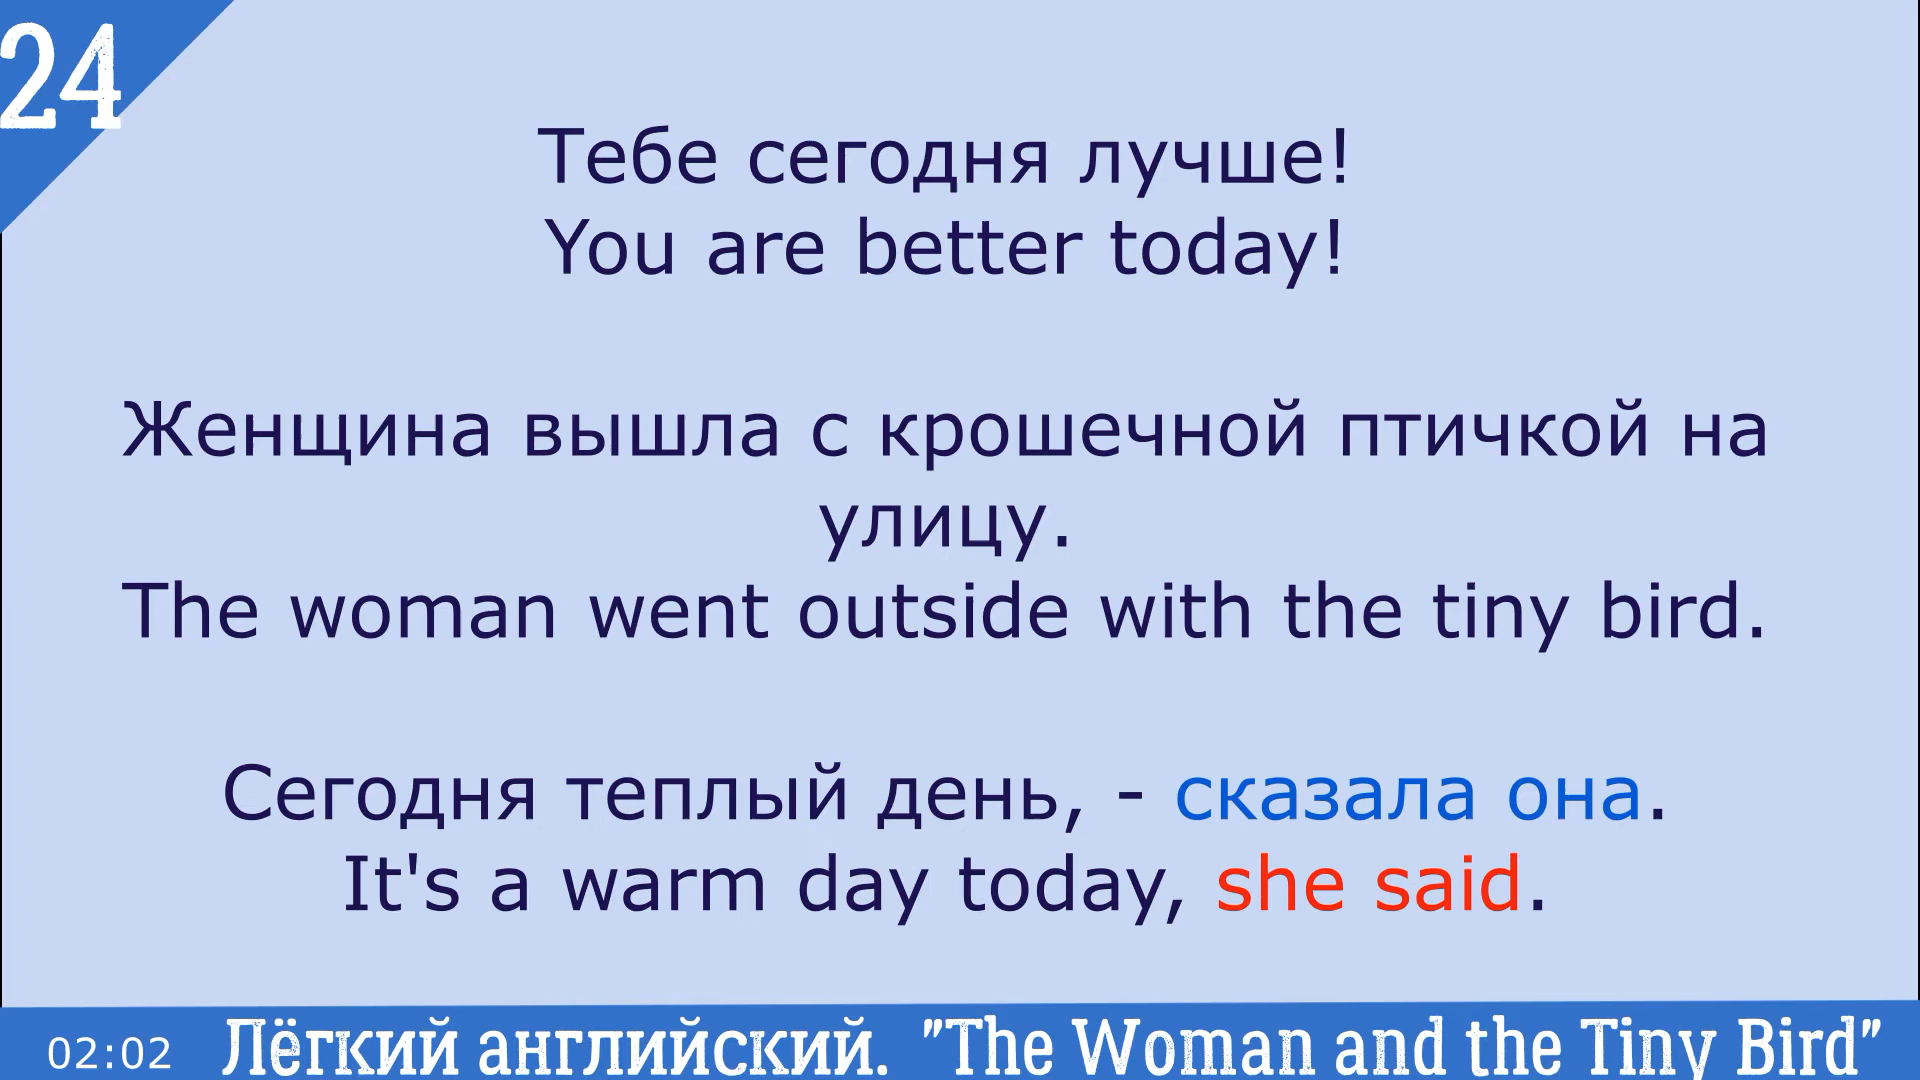 24
Тебе сегодня лучше!
You are better today!
Женщина вышла с крошечной птичкой на
улицу.
The woman went outside with the tiny bird.
Сегодня теплый день, - сказала она.
It's a warm day today, she said.
02:02 Лёгкий английский. "The Woman and the Tiny Bird"